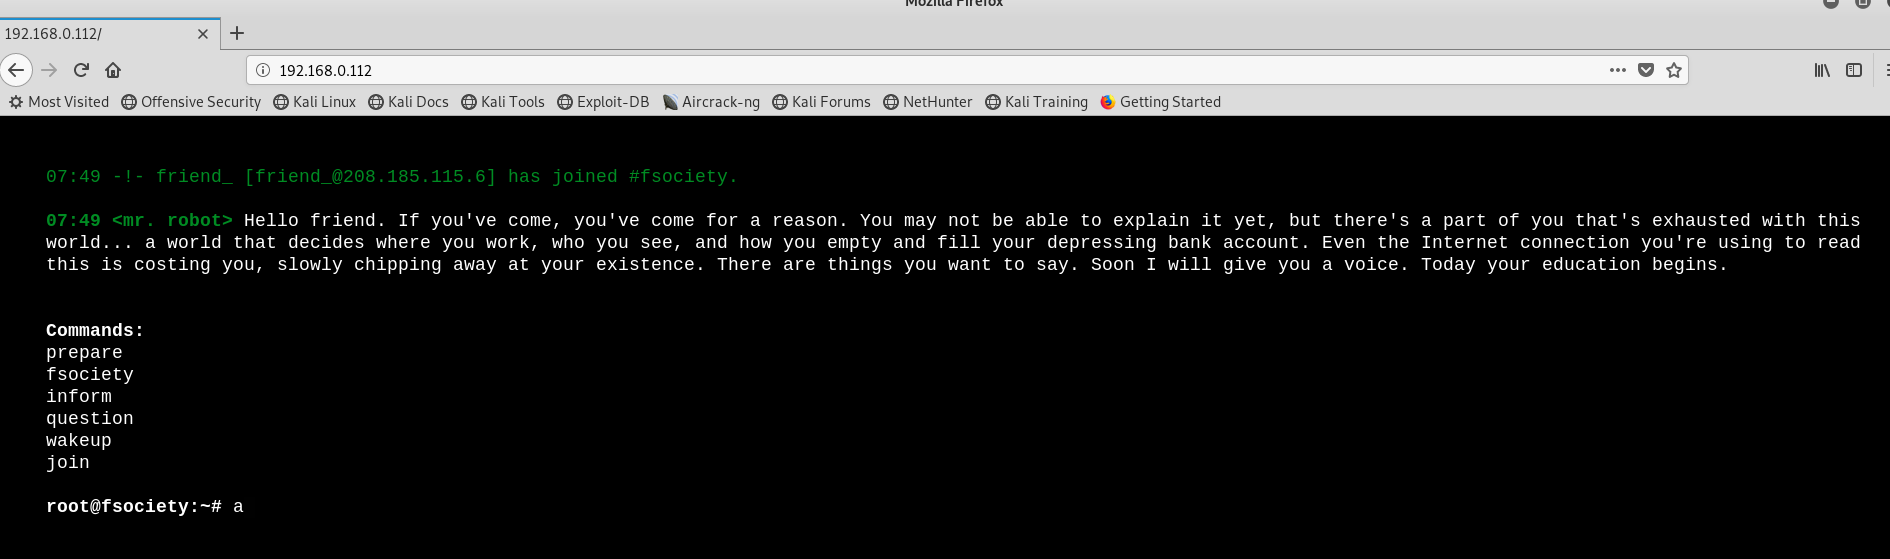 Mozilla Firefox
192.168.0.112/
192.168.0.112
Most Visited Offensive Security Kali Linux Kali Docs Kali Tools Exploit-DB Aircrack-ng Kali Forums NetHunter Kali Training Getting Started
07:49 -!- friend_ [friend_@208.185.115.6] has joined #fsociety.
07:49 <mr. robot> Hello friend. If you've come, you've come for a reason. You may not be able to explain it yet, but there's a part of you that's exhausted with this
world... a world that decides where you work, who you see, and how you empty and fill your depressing bank account. Even the Internet connection you're using to read
this is costing you, slowly chipping away at your existence. There are things you want to say. Soon I will give you a voice. Today your education begins.
Commands:
prepare
fsociety
inform
question
wakeup
join
root@fsociety:~# a